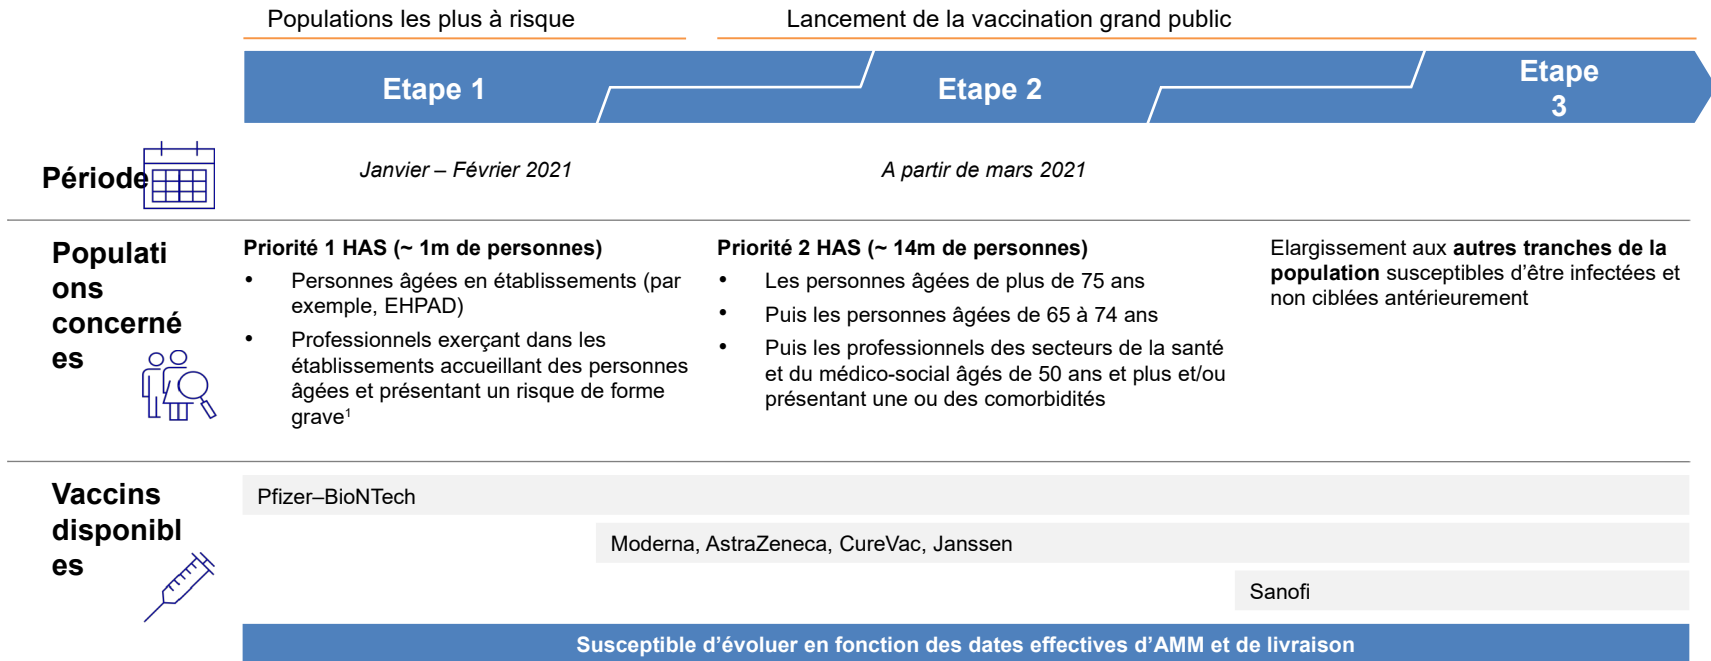 Populations les plus à risque
Lancement de la vaccination grand public
Etape 1
Etape 2
Etape
3
Période
Janvier – Février 2021
A partir de mars 2021
Populati
ons
concerné
es
Priorité 1 HAS (~ 1m de personnes)
• Personnes âgées en établissements (par
exemple, EHPAD)
• Professionnels exerçant dans les
établissements accueillant des personnes
âgées et présentant un risque de forme
grave¹
Priorité 2 HAS (~ 14m de personnes)
• Les personnes âgées de plus de 75 ans
• Puis les personnes âgées de 65 à 74 ans
• Puis les professionnels des secteurs de la santé
et du médico-social âgés de 50 ans et plus et/ou
présentant une ou des comorbidités
Elargissement aux autres tranches de la
population susceptibles d’être infectées et
non ciblées antérieurement
Vaccins
disponibl
es
Pfizer–BioNTech
Moderna, AstraZeneca, CureVac, Janssen
Sanofi
Susceptible d’évoluer en fonction des dates effectives d’AMM et de livraison